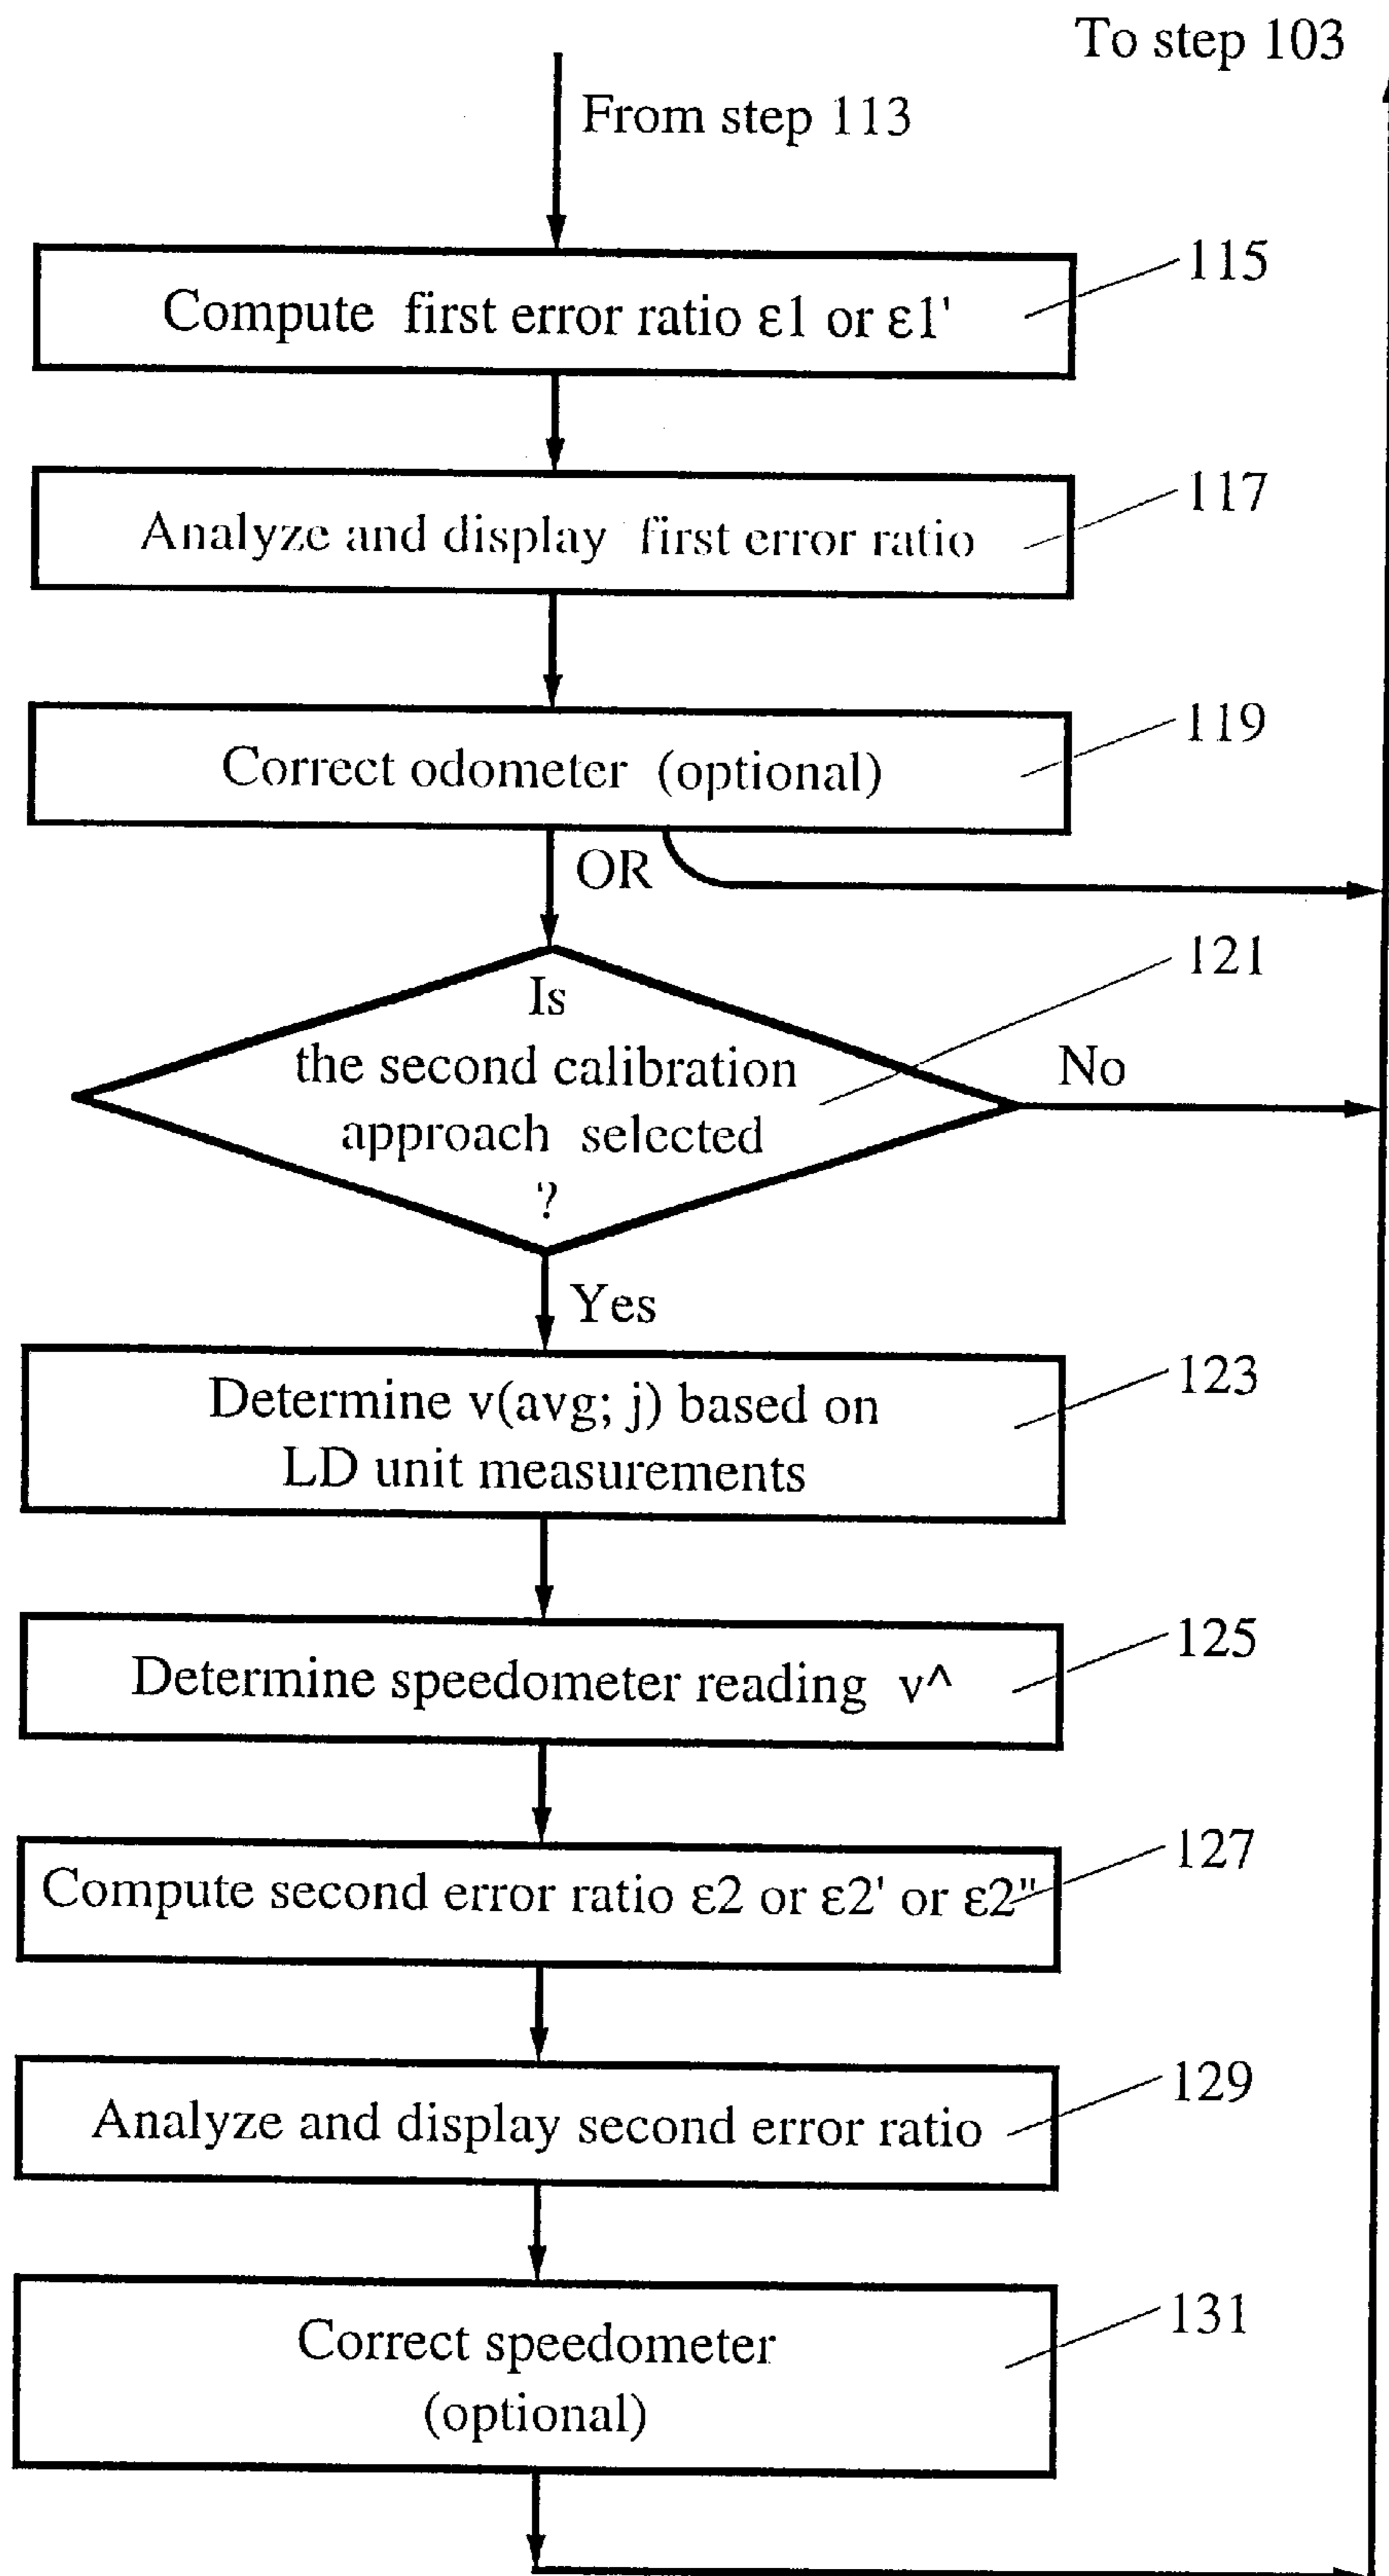 To step 103
From step 113
115
Compute first error ratio ε1 or ε1'
117
Analyze and display first error ratio
119
Correct odometer (optional)
OR
121
Is
the second calibration
approach selected
?
No
Yes
123
Determine v(avg; j) based on
LD unit measurements
125
Determine speedometer reading v^
127
Compute second error ratio ε2 or ε2' or ε2"
129
Analyze and display second error ratio
131
Correct speedometer
(optional)